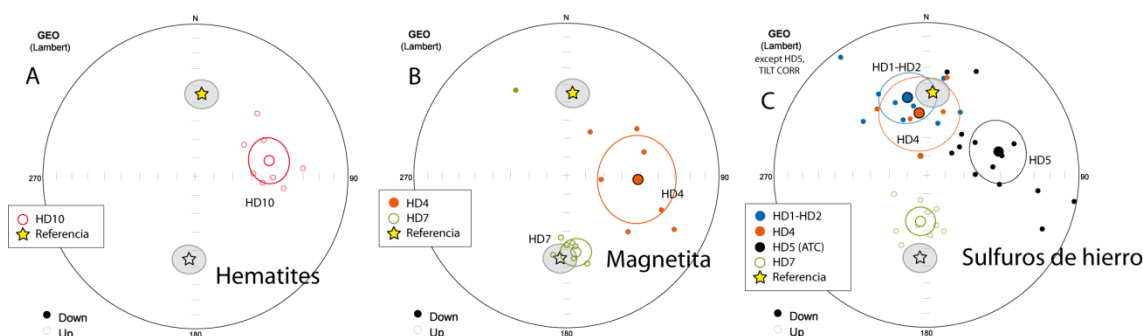 GEO
(Lambert)
A
N
270
90
HD10
HD10
Referencia
Hematites
180
Down
Up
GEO
(Lambert)
B
N
270
90
HD4
HD4
HD7
Referencia
HD7
Magnetita
180
Down
Up
GEO
(Lambert)
except HD5,
TILT CORR
C
N
HD1-HD2
HD4
HD5
270
90
HD1-HD2
HD4
HD5 (ATC)
HD7
Referencia
Sulfuros de hierro
180
Down
Up